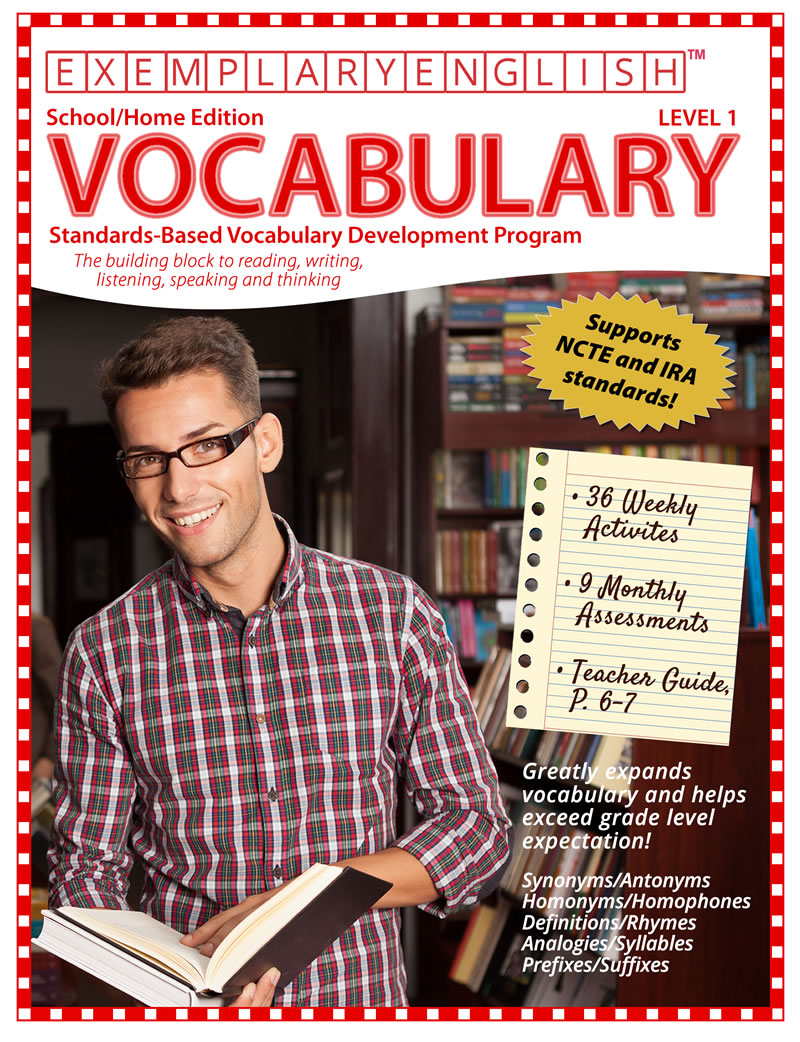 EXEMPLARYENGLISH™
School/Home Edition
LEVEL 1
VOCABULARY
Standards-Based Vocabulary Development Program
The building block to reading, writing,
listening, speaking and thinking
Supports
NCTE and IRA
standards!
• 36 Weekly
Activites
• 9 Monthly
Assessments
• Teacher Guide,
P. 6-7
Greatly expands
vocabulary and helps
exceed grade level
expectation!
Synonyms/Antonyms
Homonyms/Homophones
Definitions/Rhymes
Analogies/Syllables
Prefixes/Suffixes